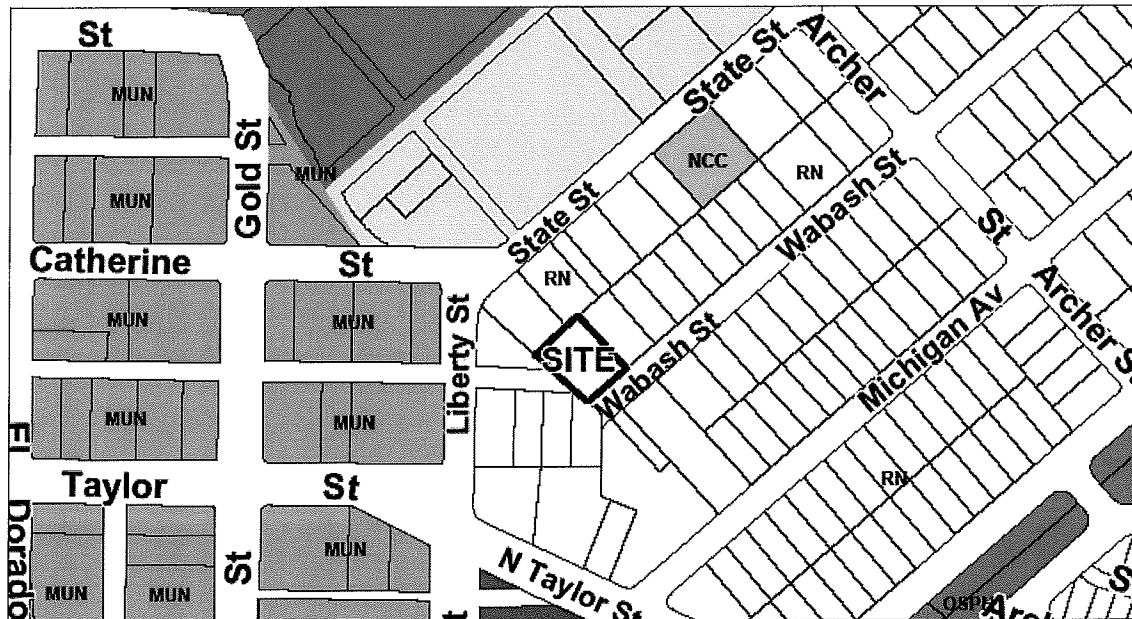 St
MUN
Gold St
MUN
MUN
State St
Archer
NCC
RN
Wabash St
State St
St
Catherine
St
RN
MUN
MUN
Liberty St
SITE
Wabash St
Michigan Av
Archer St
MUN
MUN
El
Dorado
Taylor
St
RN
MUN
St
N Taylor St
MUN
MUN